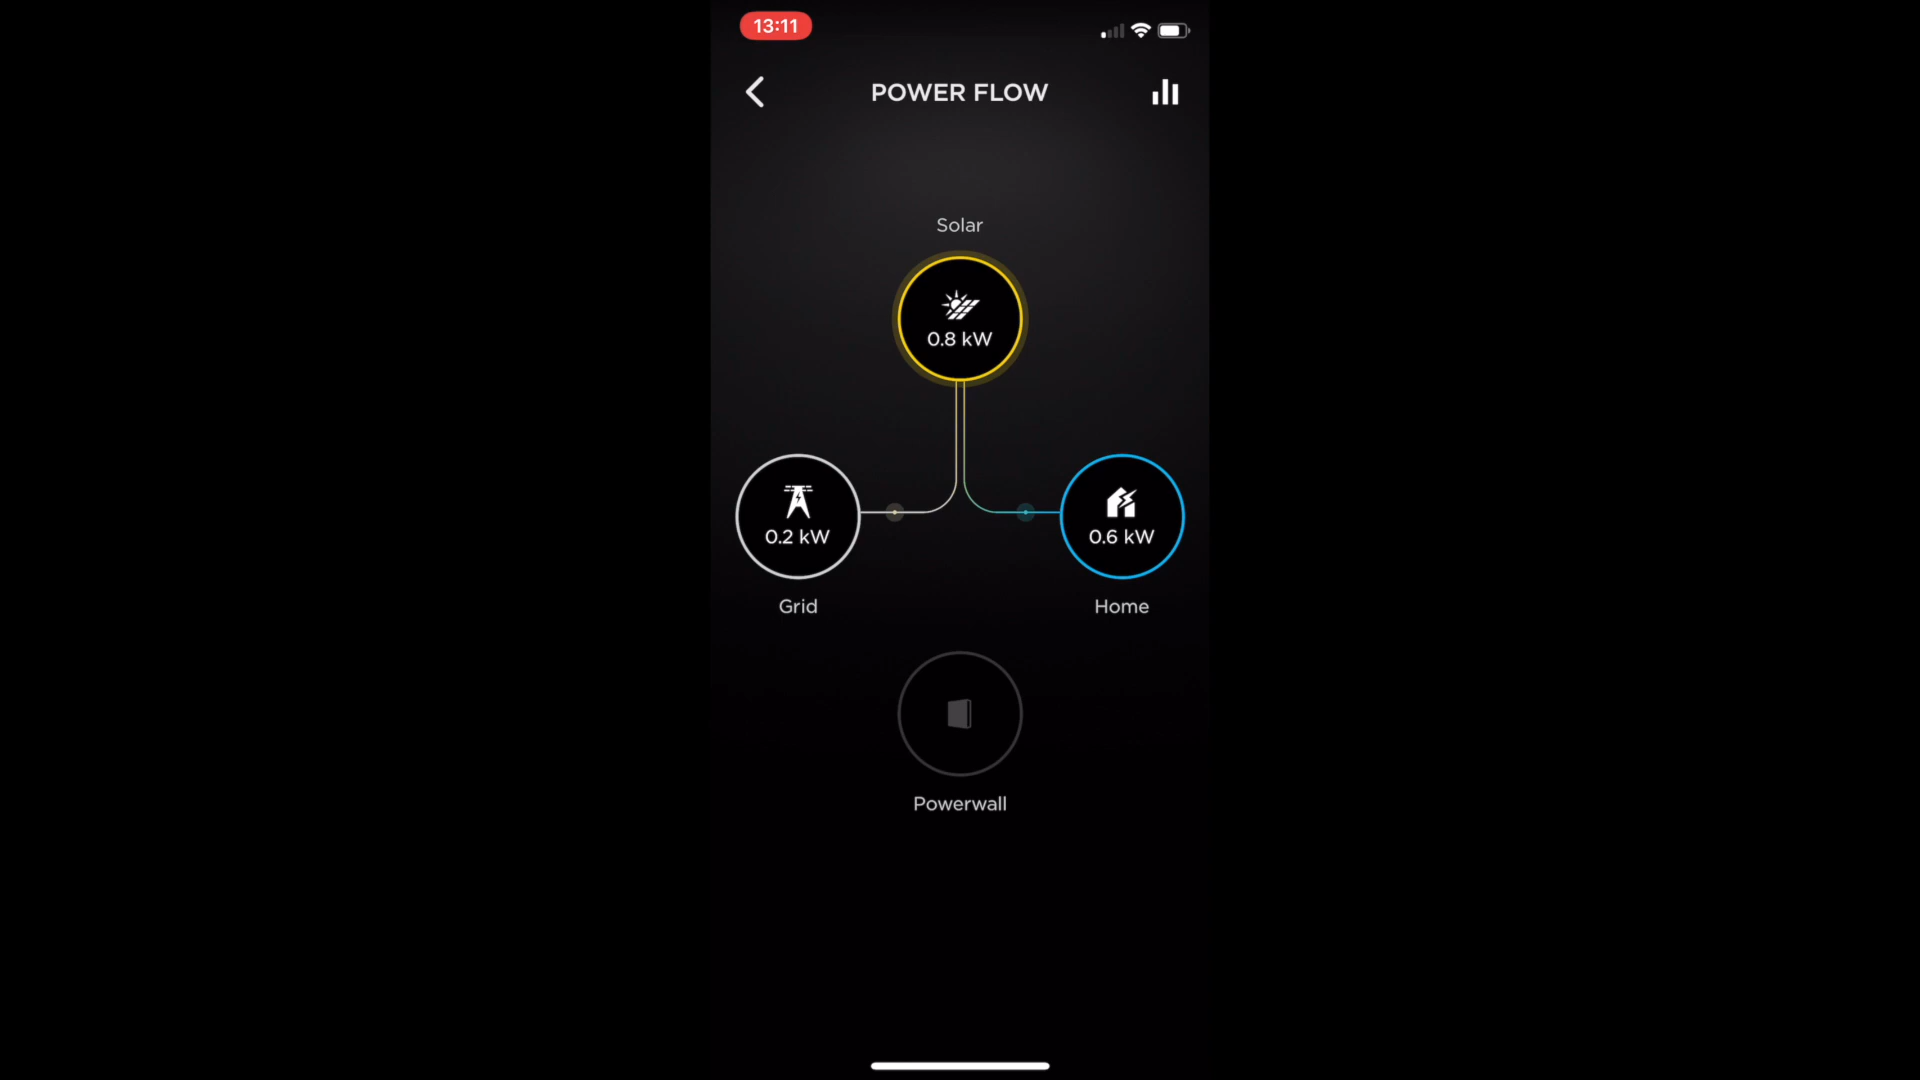 13:11
POWER FLOW
Solar
0.8 kW
0.2 kW
0.6 kW
Grid
Home
Powerwall